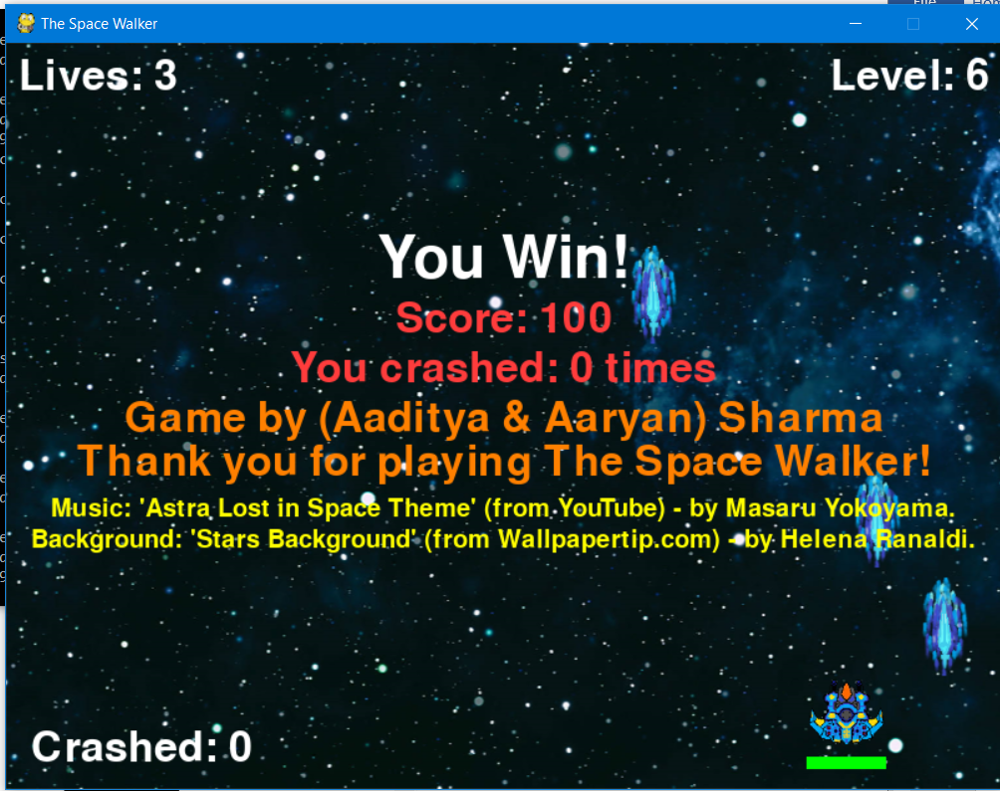 The Space Walker
Lives: 3
Level: 6
You Win!
Score: 100
You crashed: 0 times
Game by (Aaditya & Aaryan) Sharma
Thank you for playing The Space Walker!
Music: 'Astra Lost in Space Theme' (from YouTube) - by Masaru Yokoyama.
Background: 'Stars Background' (from Wallpapertip.com) - by Helena Ranaldi.
Crashed: 0